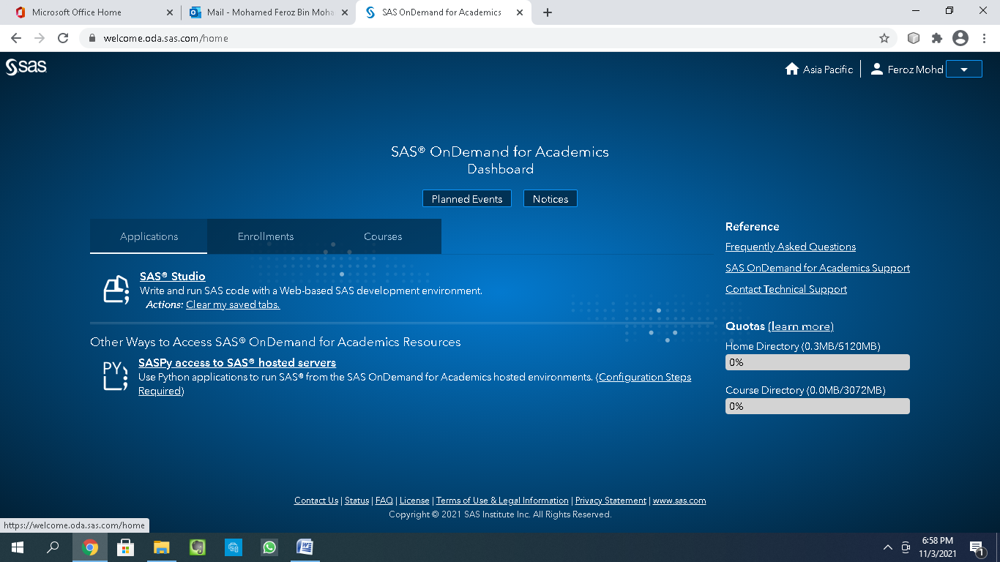 Microsoft Office Home
Mail - Mohamed Feroz Bin Moha
SAS OnDemand for Academics
welcome.oda.sas.com/home
sas
Asia Pacific
Feroz Mohd
SAS® OnDemand for Academics
Dashboard
Planned Events
Notices
Applications
Enrollments
Courses
SAS® Studio
Write and run SAS code with a Web-based SAS development environment.
Actions: Clear my saved tabs.
Other Ways to Access SAS® OnDemand for Academics Resources
PY
SASPy access to SAS® hosted servers
Use Python applications to run SAS® from the SAS OnDemand for Academics hosted environments. (Configuration Steps
Required)
Reference
Frequently Asked Questions
SAS OnDemand for Academics Support
Contact Technical Support
Quotas (learn more)
Home Directory (0.3MB/5120MB)
0%
Course Directory (0.0MB/3072MB)
0%
Contact Us | Status | FAQ | License | Terms of Use & Legal Information | Privacy Statement | www.sas.com
Copyright © 2021 SAS Institute Inc. All Rights Reserved.
https://welcome.oda.sas.com/home
6:58 PM
11/3/2021
1